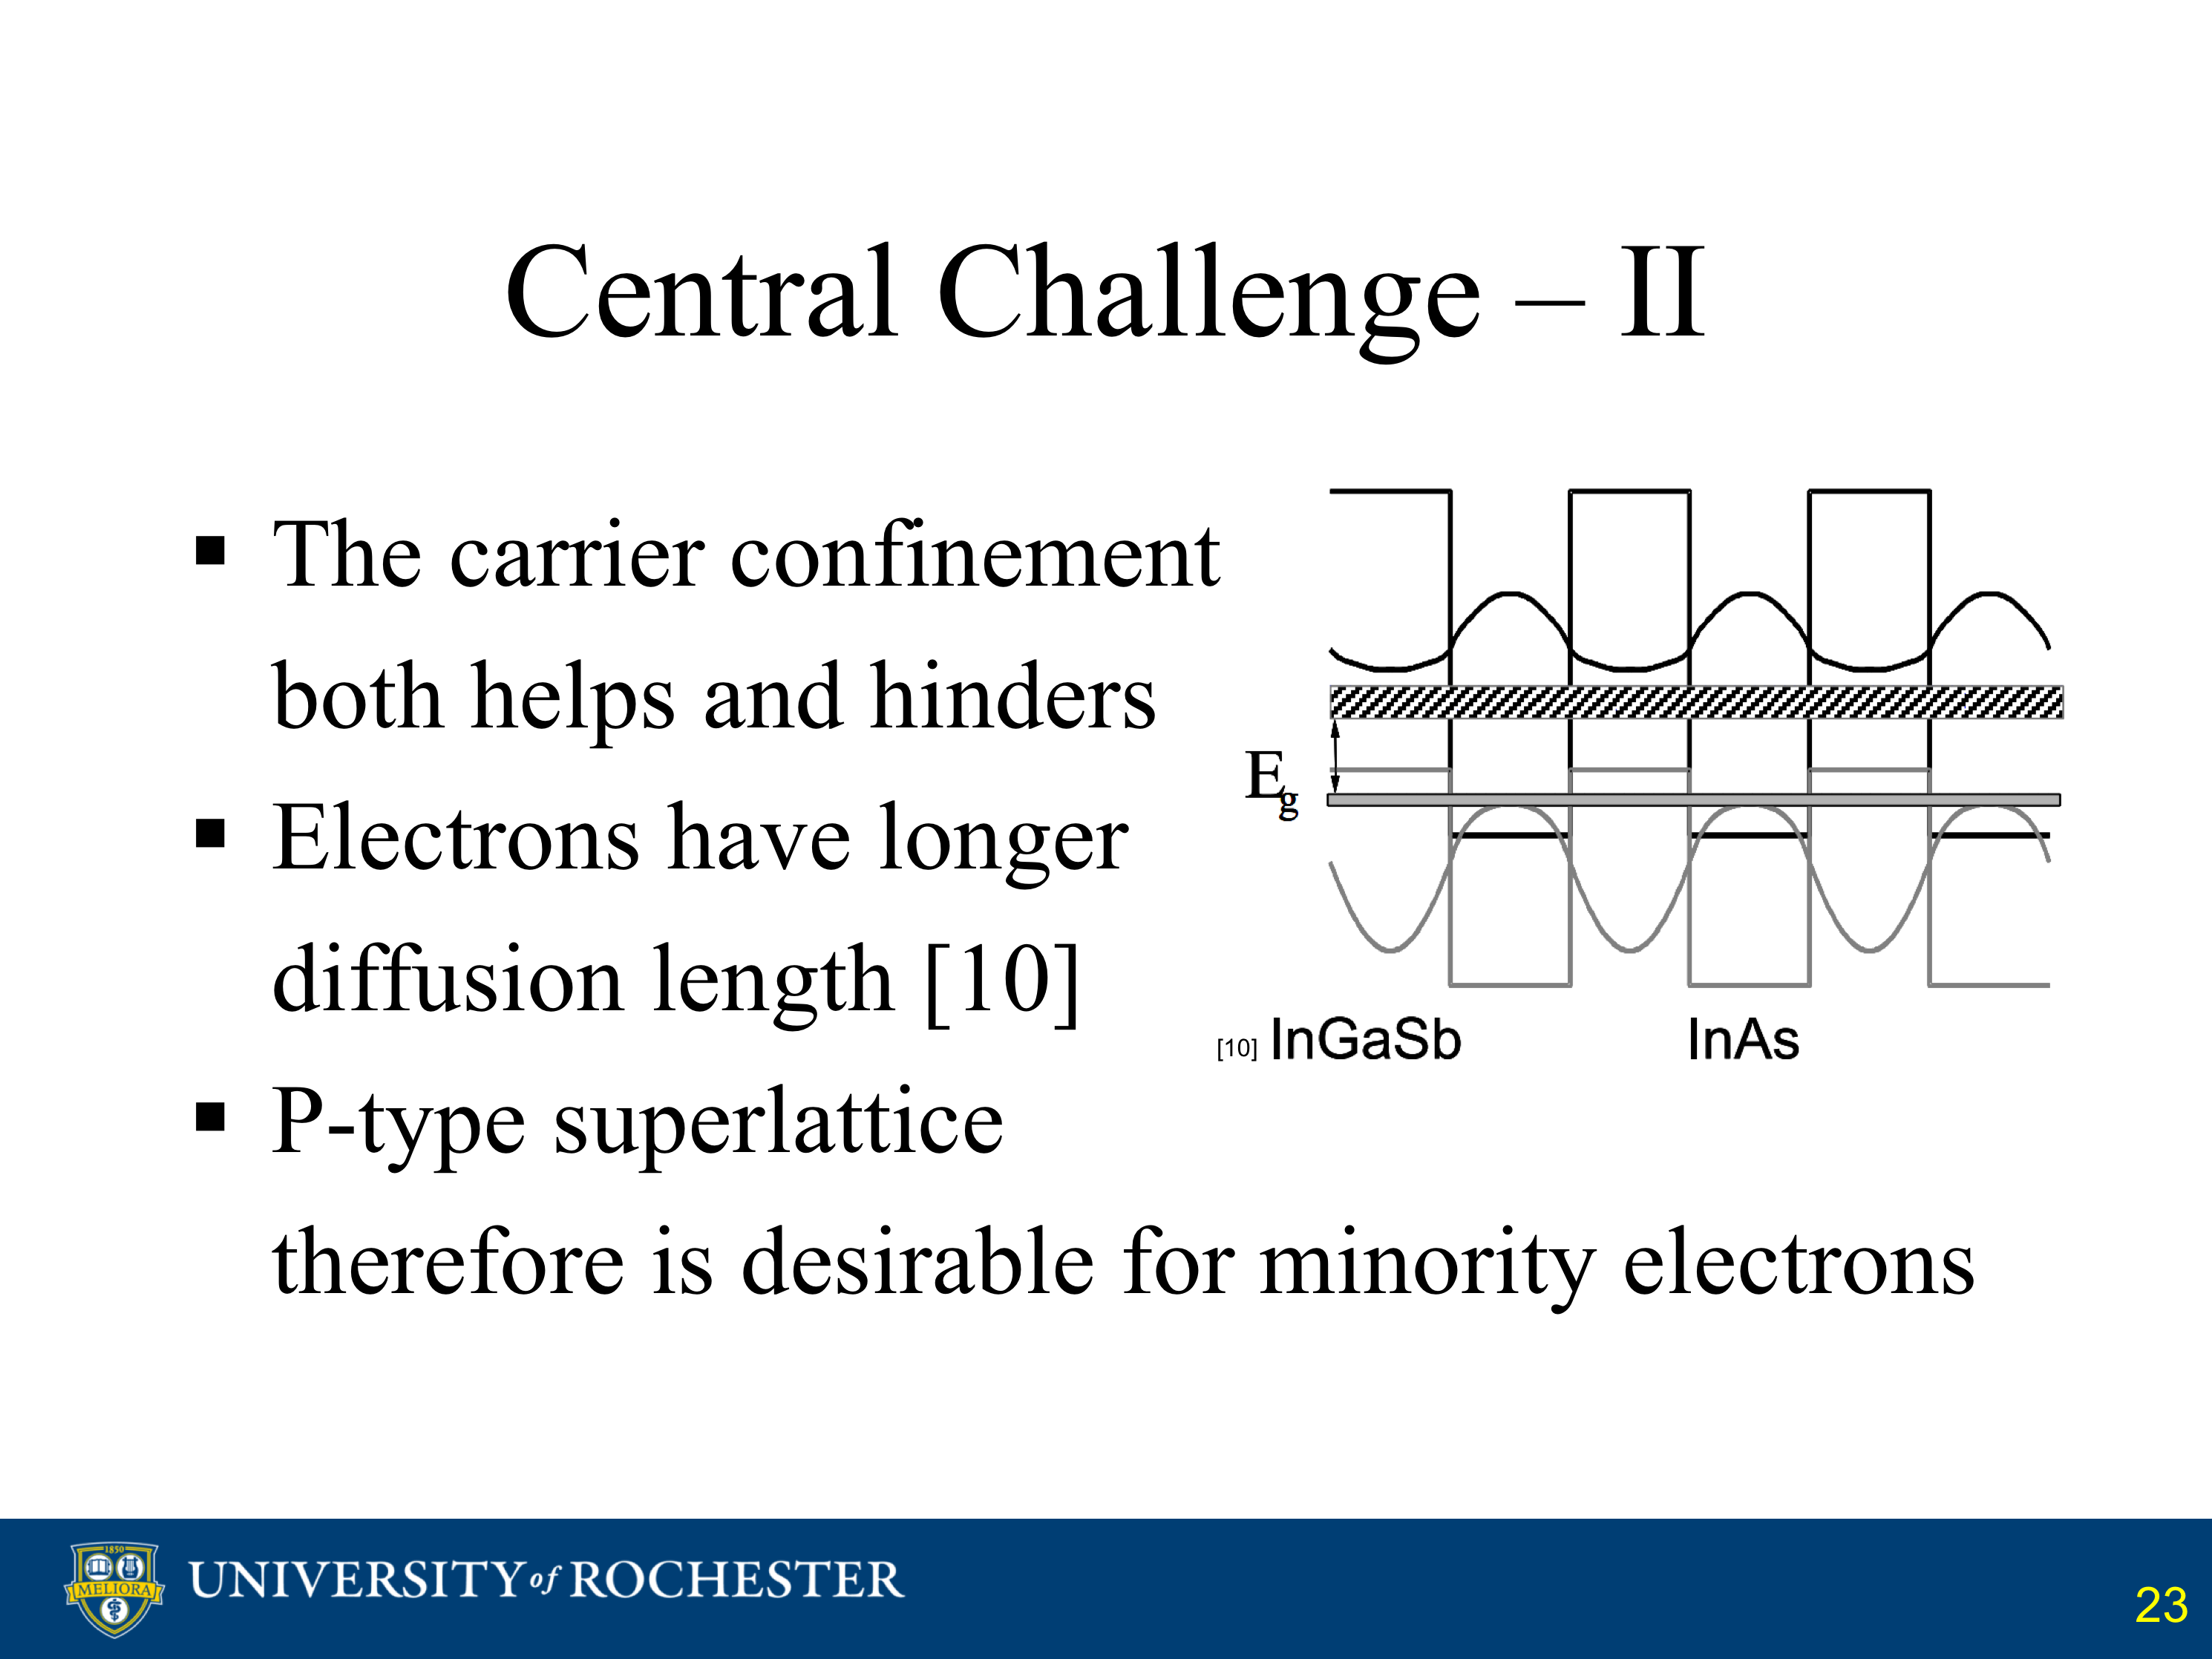 Central Challenge – II
▪ The carrier confinement
both helps and hinders
▪ Electrons have longer
diffusion length [10]
▪ P-type superlattice
therefore is desirable for minority electrons
Eg
[10] InGaSb InAs
1850
MELIORA
UNIVERSITY of ROCHESTER
23